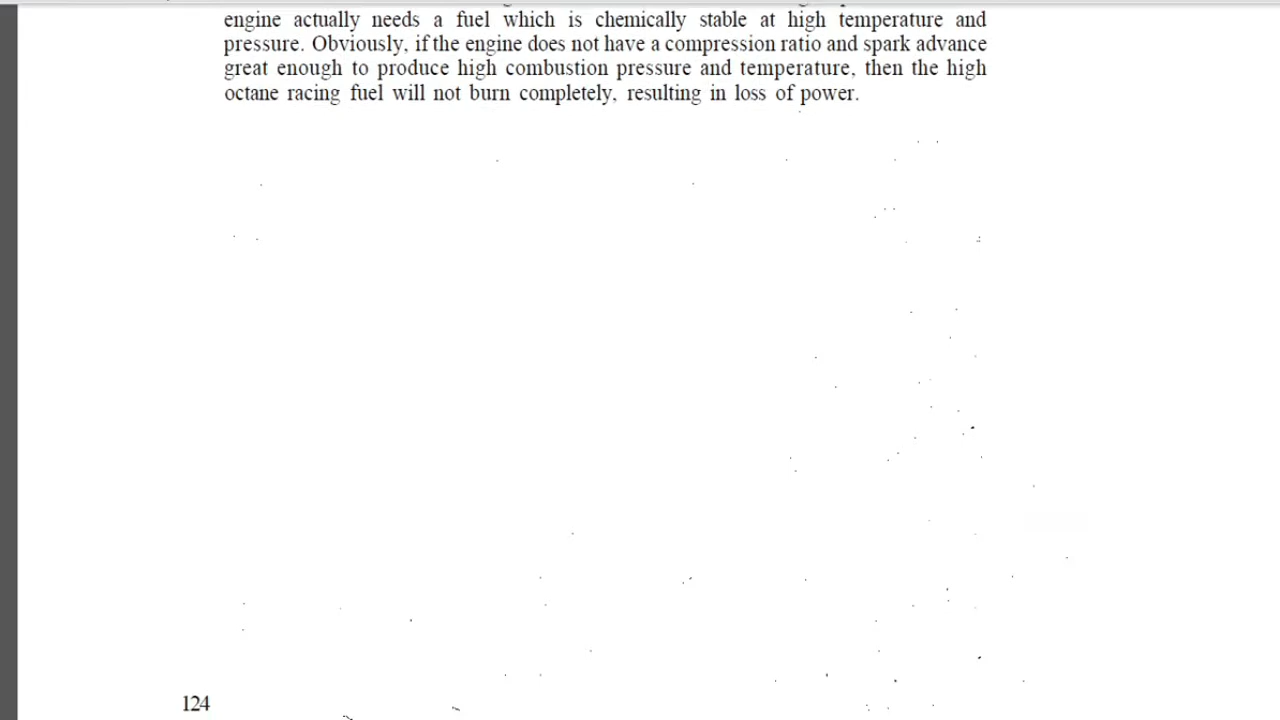 engine actually needs a fuel which is chemically stable at high temperature and
pressure. Obviously, if the engine does not have a compression ratio and spark advance
great enough to produce high combustion pressure and temperature, then the high
octane racing fuel will not burn completely, resulting in loss of power.
124